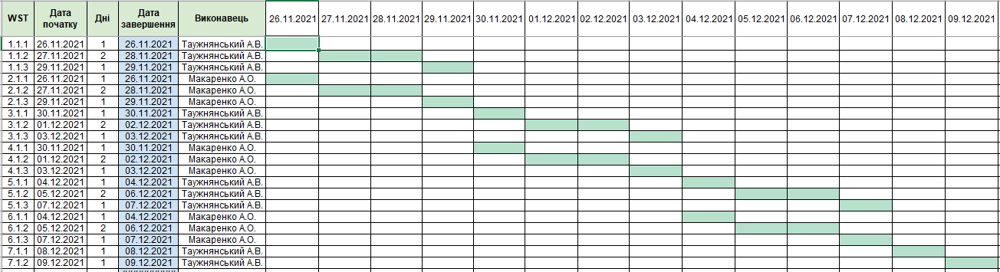 WST Дата початку Дні Дата завершення Виконавець 26.11.2021 27.11.2021 28.11.2021 29.11.2021 30.11.2021 01.12.2021 02.12.2021 03.12.2021 04.12.2021 05.12.2021 06.12.2021 07.12.2021 08.12.2021 09.12.2021
1.1.1 26.11.2021 1 26.11.2021 Таужнянський А.В.
1.1.2 27.11.2021 2 28.11.2021 Таужнянський А.В.
1.1.3 29.11.2021 1 29.11.2021 Таужнянський А.В.
2.1.1 26.11.2021 1 26.11.2021 Макаренко А.О.
2.1.2 27.11.2021 2 28.11.2021 Макаренко А.О.
2.1.3 29.11.2021 1 29.11.2021 Макаренко А.О.
3.1.1 30.11.2021 1 30.11.2021 Таужнянський А.В.
3.1.2 01.12.2021 2 02.12.2021 Таужнянський А.В.
3.1.3 03.12.2021 1 03.12.2021 Таужнянський А.В.
4.1.1 30.11.2021 1 30.11.2021 Макаренко А.О.
4.1.2 01.12.2021 2 02.12.2021 Макаренко А.О.
4.1.3 03.12.2021 1 03.12.2021 Макаренко А.О.
5.1.1 04.12.2021 1 04.12.2021 Таужнянський А.В.
5.1.2 05.12.2021 2 06.12.2021 Таужнянський А.В.
5.1.3 07.12.2021 1 07.12.2021 Таужнянський А.В.
6.1.1 04.12.2021 1 04.12.2021 Макаренко А.О.
6.1.2 05.12.2021 2 06.12.2021 Макаренко А.О.
6.1.3 07.12.2021 1 07.12.2021 Макаренко А.О.
7.1.1 08.12.2021 1 08.12.2021 Таужнянський А.В.
7.1.2 09.12.2021 1 09.12.2021 Таужнянський А.В.